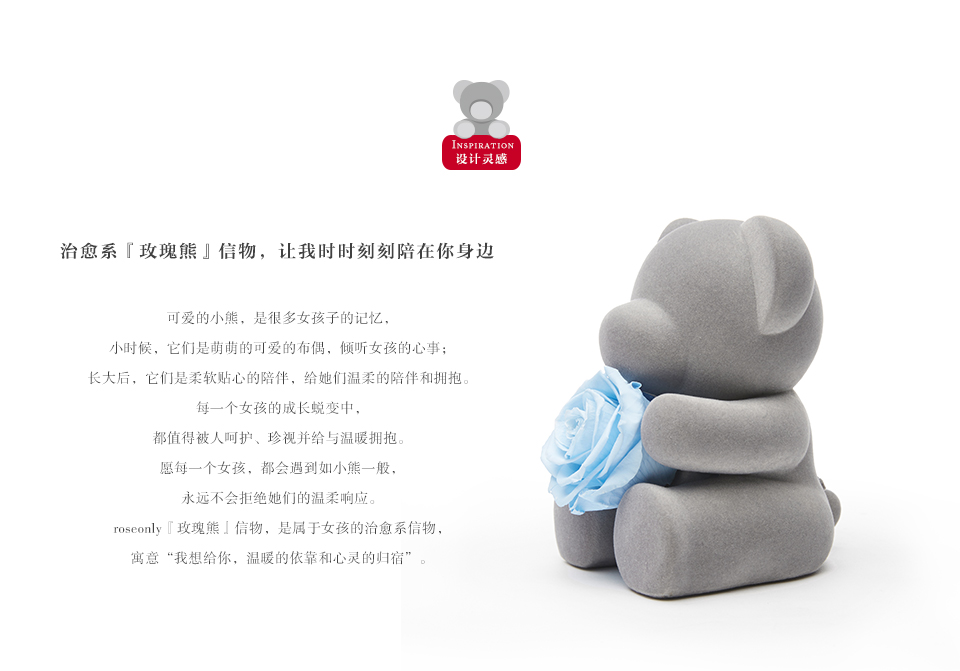 INSPIRATION
设计灵感
治愈系『玫瑰熊』信物，让我时时刻刻陪在你身边
可爱的小熊，是很多女孩子的记忆，
小时候，它们是萌萌的可爱的布偶，倾听女孩的心事；
长大后，它们是柔软贴心的陪伴，给她们温柔的陪伴和拥抱。
每一个女孩的成长蜕变中，
都值得被人呵护、珍视并给与温暖拥抱。
愿每一个女孩，都会遇到如小熊一般，
永远不会拒绝她们的温柔响应。
roseonly『玫瑰熊』信物，是属于女孩的治愈系信物，
寓意“我想给你，温暖的依靠和心灵的归宿”。